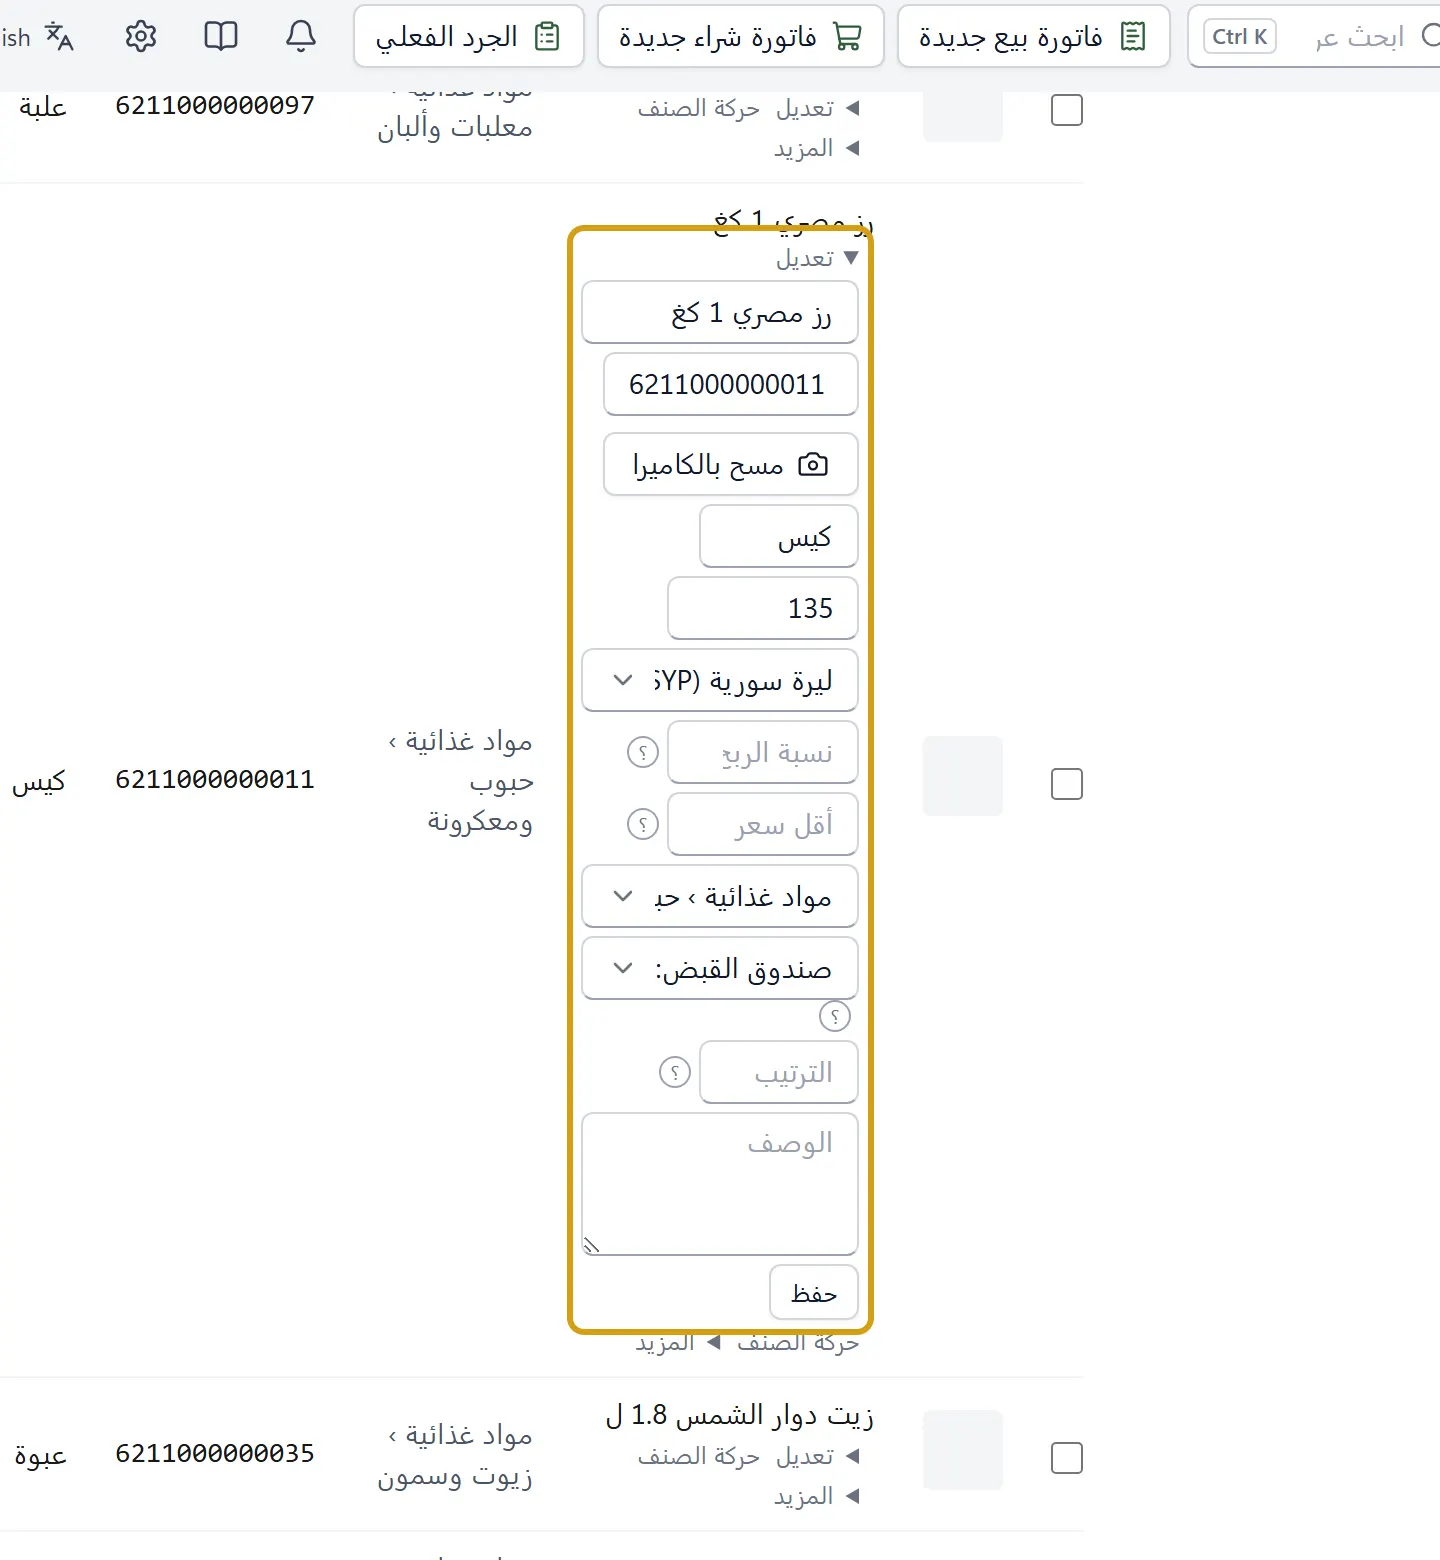 ابحث عر Ctrl K
فاتورة بيع جديدة
فاتورة شراء جديدة
الجرد الفعلي
ish
تعديل حركة الصنف
المزيد
مواد غذائية ›
معلبات وألبان
6211000000097
علبة
رز مصري 1 كغ
تعديل
رز مصري 1 كغ
6211000000011
مسح بالكاميرا
كيس
135
ليرة سورية (SYP
نسبة الربح
؟
أقل سعر
؟
مواد غذائية › حب
صندوق القبض:
؟
الترتيب
؟
الوصف
حفظ
حركة الصنف المزيد
مواد غذائية ›
حبوب
ومعكرونة
6211000000011
كيس
زيت دوار الشمس 1.8 ل
تعديل حركة الصنف
المزيد
مواد غذائية ›
زيوت وسمون
6211000000035
عبوة